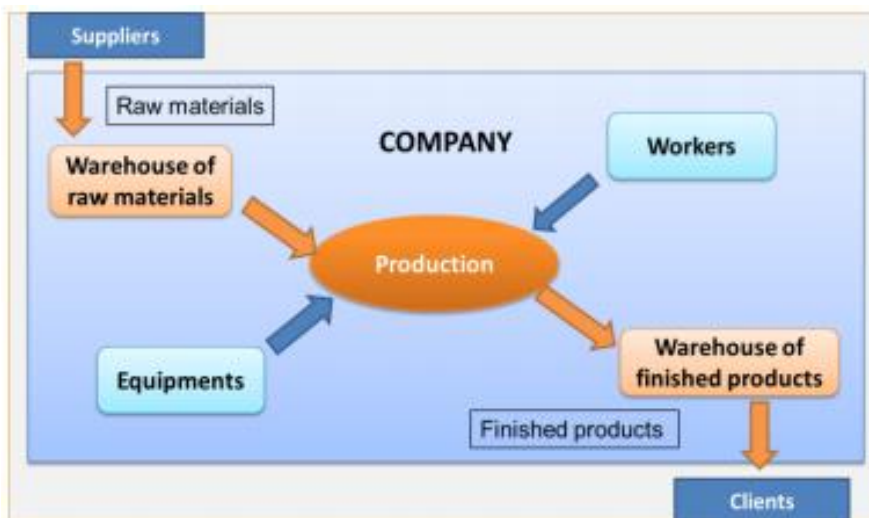 Suppliers
Raw materials
COMPANY
Workers
Warehouse of
raw materials
Production
Equipments
Warehouse of
finished products
Finished products
Clients